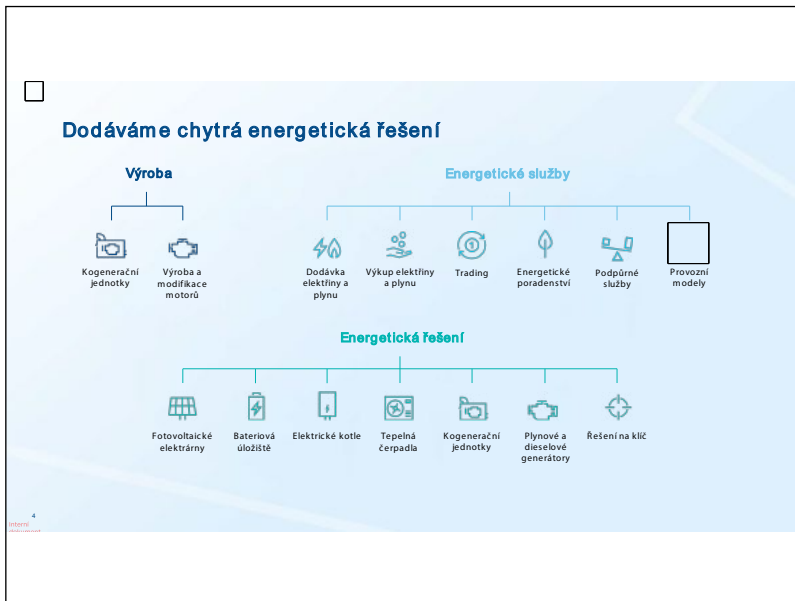 Dodáváme chytrá energetická řešení
Výroba
Energetické služby
Kogenerační
jednotky
Výroba a
modifikace
motorů
Dodávka
elektřiny a
plynu
Výkup elektřiny
a plynu
1
Trading
Energetické
poradenství
Podpůrné
služby
Provozní
modely
Energetická řešení
Fotovoltaické
elektrárny
Bateriová
úložiště
Elektrické kotle
Tepelná
čerpadla
Kogenerační
jednotky
Plynové a
dieselové
generátory
Řešení na klíč
4
Interní